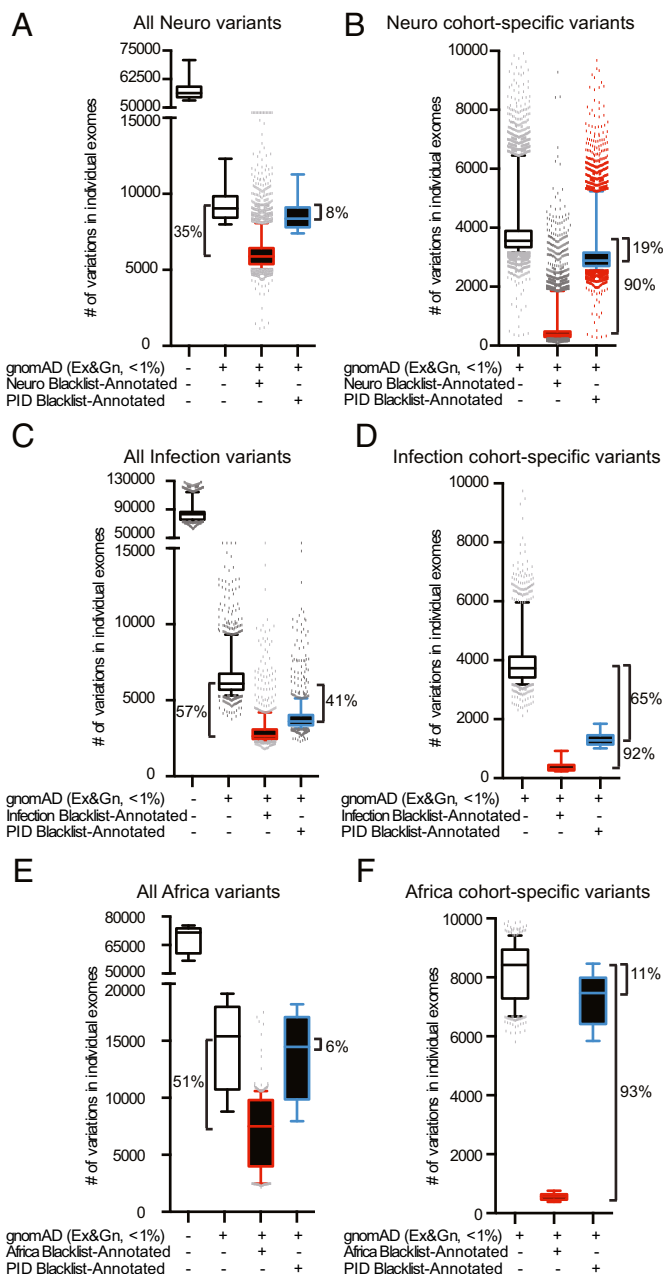 A All Neuro variants
# of variations in individual exomes
75000
62500
50000
15000
10000
5000
0
35%
8%
gnomAD (Ex&Gn, <1%) - + + +
Neuro Blacklist-Annotated - - + -
PID Blacklist-Annotated - - - +
B Neuro cohort-specific variants
# of variations in individual exomes
10000
8000
6000
4000
2000
0
19%
90%
gnomAD (Ex&Gn, <1%) + + +
Neuro Blacklist-Annotated - + -
PID Blacklist-Annotated - - +
C All Infection variants
# of variations in individual exomes
130000
90000
50000
15000
10000
5000
0
57%
41%
gnomAD (Ex&Gn, <1%) - + + +
Infection Blacklist-Annotated - - + -
PID Blacklist-Annotated - - - +
D Infection cohort-specific variants
# of variations in individual exomes
10000
8000
6000
4000
2000
0
65%
92%
gnomAD (Ex&Gn, <1%) + + +
Infection Blacklist-Annotated - + -
PID Blacklist-Annotated - - +
E All Africa variants
# of variations in individual exomes
80000
65000
50000
20000
15000
10000
5000
0
51%
6%
gnomAD (Ex&Gn, <1%) - + + +
Africa Blacklist-Annotated - - + -
PID Blacklist-Annotated - - - +
F Africa cohort-specific variants
# of variations in individual exomes
10000
8000
6000
4000
2000
0
11%
93%
gnomAD (Ex&Gn, <1%) + + +
Africa Blacklist-Annotated - + -
PID Blacklist-Annotated - - +